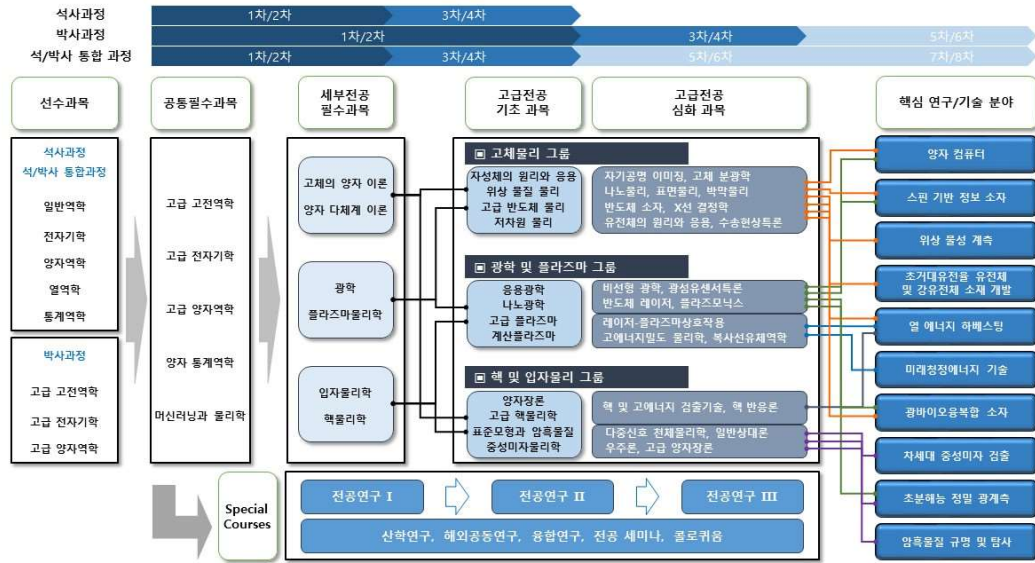 석사과정
1차/2차
3차/4차
박사과정
1차/2차
3차/4차
5차/6차
석/박사 통합 과정
1차/2차
3차/4차
5차/6차
7차/8차
선수과목
공통필수과목
세부전공
필수과목
고급전공
기초 과목
고급전공
심화 과목
핵심 연구/기술 분야
석사과정
석/박사 통합과정
일반역학
전자기학
양자역학
열역학
통계역학
박사과정
고급 고전역학
고급 전자기학
고급 양자역학
고급 고전역학
고급 전자기학
고급 양자역학
양자 통계역학
머신러닝과 물리학
고체의 양자 이론
양자 다체계 이론
광학
플라즈마물리학
입자물리학
핵물리학
▣ 고체물리 그룹
자성체의 원리와 응용
위상 물질 물리
고급 반도체 물리
저차원 물리
자기공명 이미징, 고체 분광학
나노물리, 표면물리, 박막물리
반도체 소자, X선 결정학
유전체의 원리와 응용, 수송현상특론
▣ 광학 및 플라즈마 그룹
응용광학
나노광학
고급 플라즈마
계산플라즈마
비선형 광학, 광섬유센서특론
반도체 레이저, 플라즈모닉스
레이저-플라즈마상호작용
고에너지밀도 물리학, 복사선유체역학
▣ 핵 및 입자물리 그룹
양자장론
고급 핵물리학
표준모형과 암흑물질
중성미자물리학
핵 및 고에너지 검출기술, 핵 반응론
다중신호 천체물리학, 일반상대론
우주론, 고급 양자장론
양자 컴퓨터
스핀 기반 정보 소자
위상 물성 계측
초거대유전율 유전체
및 강유전체 소재 개발
열 에너지 하베스팅
미래청정에너지 기술
광바이오융복합 소자
차세대 중성미자 검출
초분해능 정밀 광계측
암흑물질 규명 및 탐사
Special
Courses
전공연구 I
전공연구 II
전공연구 III
산학연구, 해외공동연구, 융합연구, 전공 세미나, 콜로퀴움